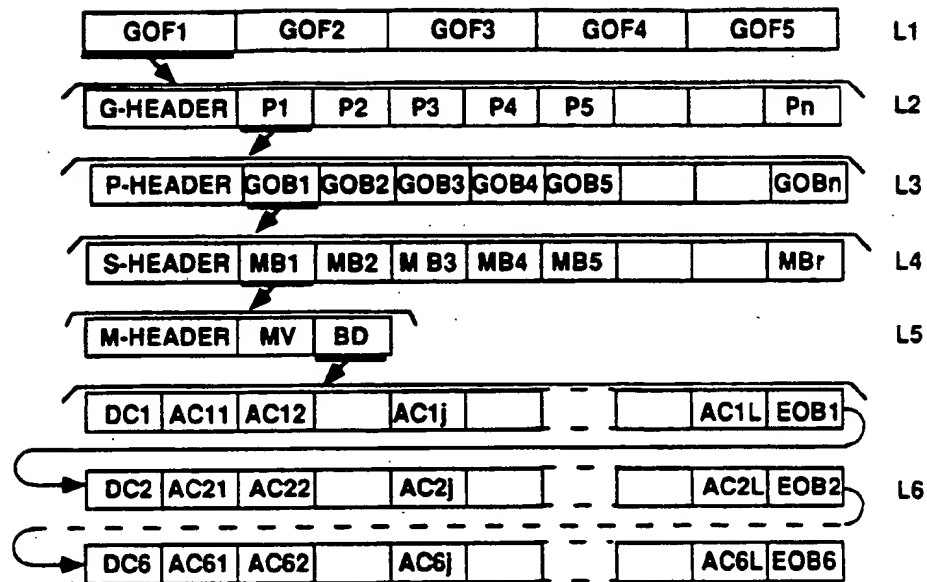 GOF1 GOF2 GOF3 GOF4 GOF5 L1
G-HEADER P1 P2 P3 P4 P5 Pn L2
P-HEADER GOB1 GOB2 GOB3 GOB4 GOB5 GOBn L3
S-HEADER MB1 MB2 M B3 MB4 MB5 MBr L4
M-HEADER MV BD L5
DC1 AC11 AC12 AC1j AC1L EOB1
DC2 AC21 AC22 AC2j AC2L EOB2 L6
DC6 AC61 AC62 AC6j AC6L EOB6